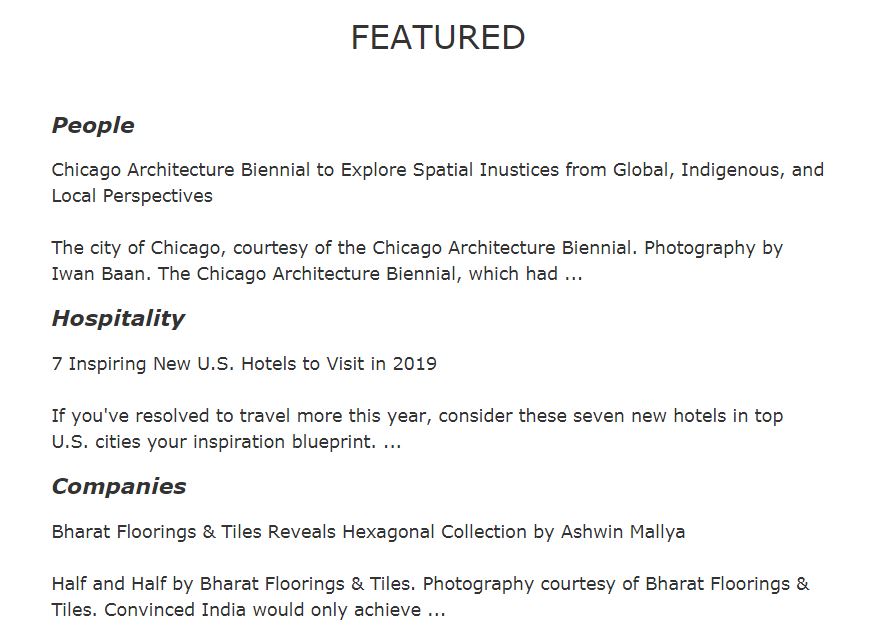 FEATURED
People
Chicago Architecture Biennial to Explore Spatial Inustices from Global, Indigenous, and
Local Perspectives
The city of Chicago, courtesy of the Chicago Architecture Biennial. Photography by
Iwan Baan. The Chicago Architecture Biennial, which had ...
Hospitality
7 Inspiring New U.S. Hotels to Visit in 2019
If you've resolved to travel more this year, consider these seven new hotels in top
U.S. cities your inspiration blueprint. ...
Companies
Bharat Floorings & Tiles Reveals Hexagonal Collection by Ashwin Mallya
Half and Half by Bharat Floorings & Tiles. Photography courtesy of Bharat Floorings &
Tiles. Convinced India would only achieve ...